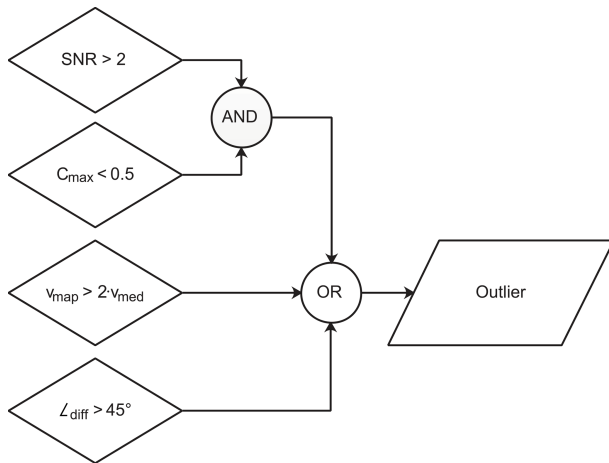 SNR > 2
AND
Cmax < 0.5
vmap > 2·vmed
OR
Outlier
∠diff > 45°